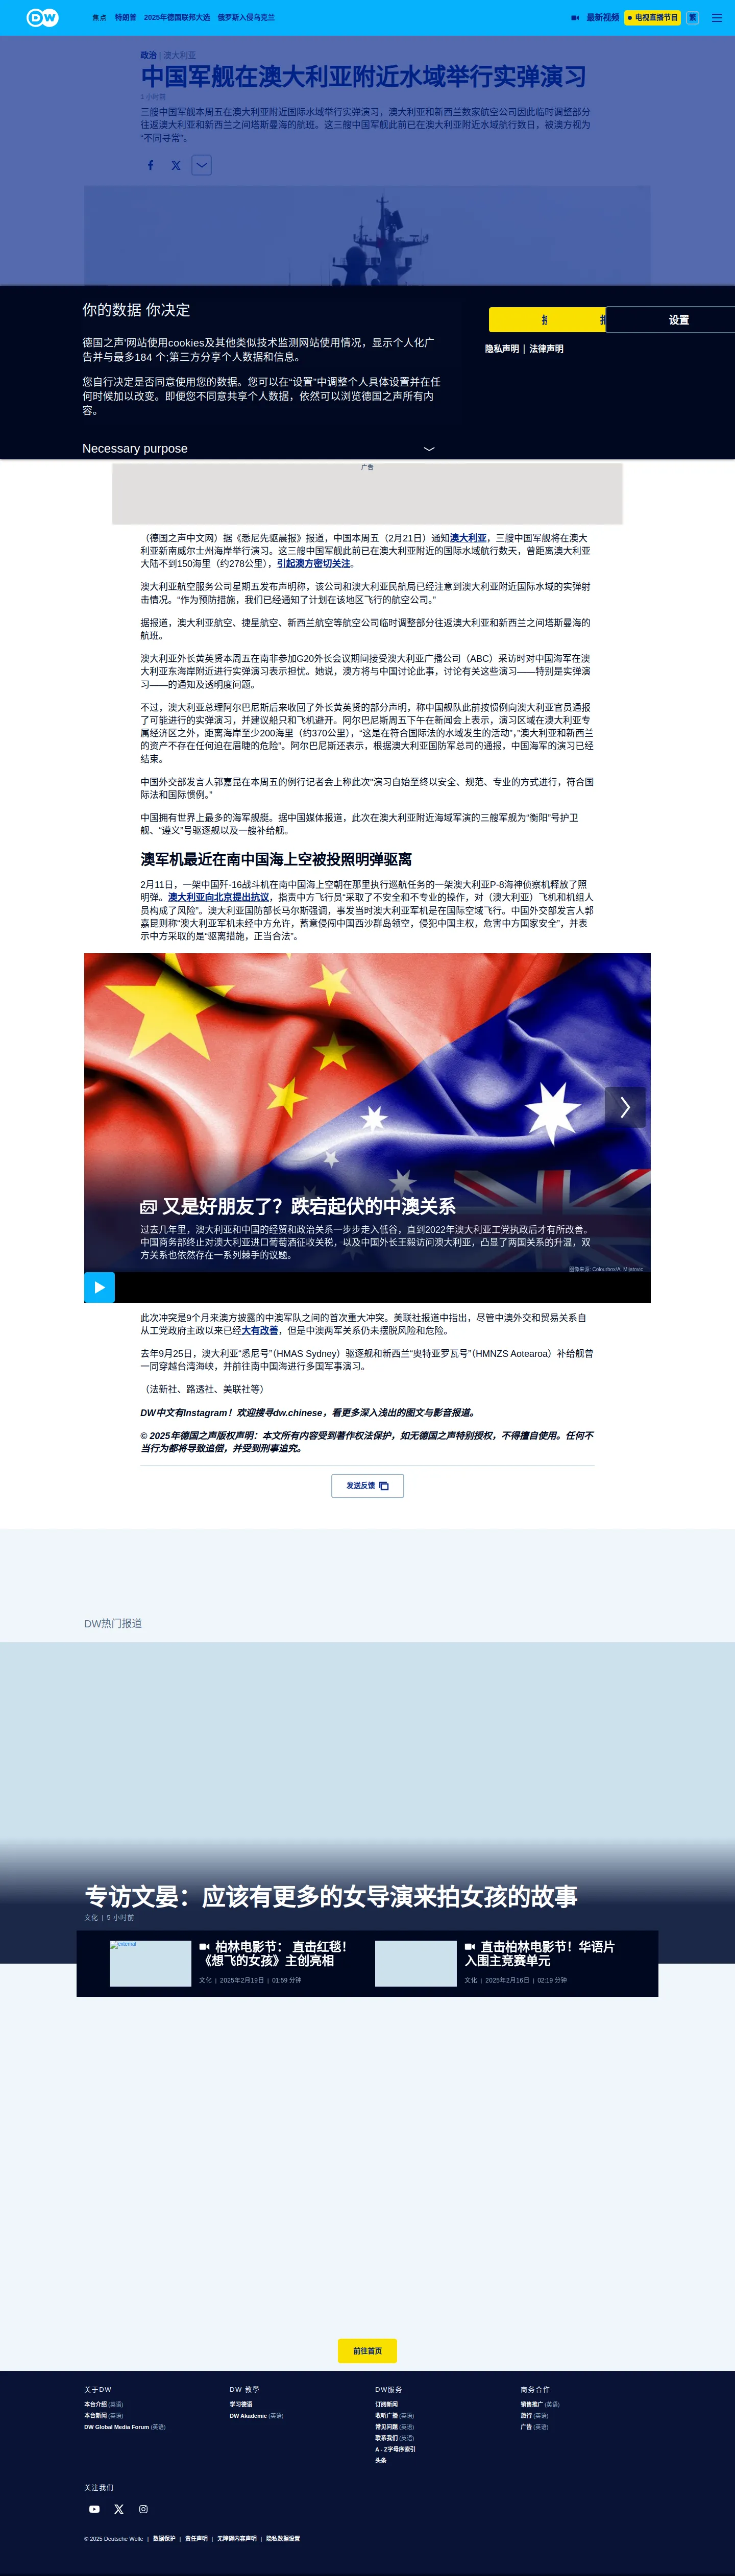 DW
焦点 特朗普 2025年德国联邦大选 俄罗斯入侵乌克兰
最新视频 电视直播节目 繁
政治 | 澳大利亚
中国军舰在澳大利亚附近水域举行实弹演习
1 小时前
三艘中国军舰本周五在澳大利亚附近国际水域举行实弹演习，澳大利亚和新西兰数家航空公司因此临时调整部分
往返澳大利亚和新西兰之间塔斯曼海的航班。这三艘中国军舰此前已在澳大利亚附近水域航行数日，被澳方视为
“不同寻常”。
你的数据 你决定
设置
隐私声明 | 法律声明
德国之声'网站使用cookies及其他类似技术监测网站使用情况，显示个人化广
告并与最多184 个;第三方分享个人数据和信息。
您自行决定是否同意使用您的数据。您可以在“设置”中调整个人具体设置并在任
何时候加以改变。即便您不同意共享个人数据，依然可以浏览德国之声所有内
容。
Necessary purpose
广告
（德国之声中文网）据《悉尼先驱晨报》报道，中国本周五（2月21日）通知澳大利亚，三艘中国军舰将在澳大
利亚新南威尔士州海岸举行演习。这三艘中国军舰此前已在澳大利亚附近的国际水域航行数天，曾距离澳大利亚
大陆不到150海里（约278公里），引起澳方密切关注。
澳大利亚航空服务公司星期五发布声明称，该公司和澳大利亚民航局已经注意到澳大利亚附近国际水域的实弹射
击情况。“作为预防措施，我们已经通知了计划在该地区飞行的航空公司。”
据报道，澳大利亚航空、捷星航空、新西兰航空等航空公司临时调整部分往返澳大利亚和新西兰之间塔斯曼海的
航班。
澳大利亚外长黄英贤本周五在南非参加G20外长会议期间接受澳大利亚广播公司（ABC）采访时对中国海军在澳
大利亚东海岸附近进行实弹演习表示担忧。她说，澳方将与中国讨论此事，讨论有关这些演习——特别是实弹演
习——的通知及透明度问题。
不过，澳大利亚总理阿尔巴尼斯后来收回了外长黄英贤的部分声明，称中国舰队此前按惯例向澳大利亚官员通报
了可能进行的实弹演习，并建议船只和飞机避开。阿尔巴尼斯周五下午在新闻会上表示，演习区域在澳大利亚专
属经济区之外，距离海岸至少200海里（约370公里），“这是在符合国际法的水域发生的活动”，“澳大利亚和新西兰
的资产不存在任何迫在眉睫的危险”。阿尔巴尼斯还表示，根据澳大利亚国防军总司的通报，中国海军的演习已经
结束。
中国外交部发言人郭嘉昆在本周五的例行记者会上称此次“演习自始至终以安全、规范、专业的方式进行，符合国
际法和国际惯例。”
中国拥有世界上最多的海军舰艇。据中国媒体报道，此次在澳大利亚附近海域军演的三艘军舰为“衡阳”号护卫
舰、“遵义”号驱逐舰以及一艘补给舰。
澳军机最近在南中国海上空被投照明弹驱离
2月11日，一架中国歼-16战斗机在南中国海上空朝在那里执行巡航任务的一架澳大利亚P-8海神侦察机释放了照
明弹。澳大利亚向北京提出抗议，指责中方飞行员“采取了不安全和不专业的操作，对（澳大利亚）飞机和机组人
员构成了风险”。澳大利亚国防部长马尔斯强调，事发当时澳大利亚军机是在国际空域飞行。中国外交部发言人郭
嘉昆则称“澳大利亚军机未经中方允许，蓄意侵闯中国西沙群岛领空，侵犯中国主权，危害中方国家安全”，并表
示中方采取的是“驱离措施，正当合法”。
又是好朋友了？跌宕起伏的中澳关系
过去几年里，澳大利亚和中国的经贸和政治关系一步步走入低谷，直到2022年澳大利亚工党执政后才有所改善。
中国商务部终止对澳大利亚进口葡萄酒征收关税，以及中国外长王毅访问澳大利亚，凸显了两国关系的升温，双
方关系也依然存在一系列棘手的议题。
图像来源: Colourbox/A. Mijatovic
此次冲突是9个月来澳方披露的中澳军队之间的首次重大冲突。美联社报道中指出，尽管中澳外交和贸易关系自
从工党政府主政以来已经大有改善，但是中澳两军关系仍未摆脱风险和危险。
去年9月25日，澳大利亚“悉尼号”（HMAS Sydney）驱逐舰和新西兰“奥特亚罗瓦号”（HMNZS Aotearoa）补给舰曾
一同穿越台湾海峡，并前往南中国海进行多国军事演习。
（法新社、路透社、美联社等）
DW中文有Instagram！欢迎搜寻dw.chinese，看更多深入浅出的图文与影音报道。
© 2025年德国之声版权声明：本文所有内容受到著作权法保护，如无德国之声特别授权，不得擅自使用。任何不
当行为都将导致追偿，并受到刑事追究。
发送反馈
DW热门报道
专访文晏：应该有更多的女导演来拍女孩的故事
文化 | 5 小时前
柏林电影节： 直击红毯！
《想飞的女孩》主创亮相
文化 | 2025年2月19日 | 01:59 分钟
直击柏林电影节！华语片
入围主竞赛单元
文化 | 2025年2月16日 | 02:19 分钟
前往首页
关于DW
本台介绍 (英语)
本台新闻 (英语)
DW Global Media Forum (英语)
DW 教學
学习德语
DW Akademie (英语)
DW服务
订阅新闻
收听广播 (英语)
常见问题 (英语)
联系我们 (英语)
A - Z字母序索引
头条
商务合作
销售推广 (英语)
旅行 (英语)
广告 (英语)
关注我们
© 2025 Deutsche Welle | 数据保护 | 责任声明 | 无障碍内容声明 | 隐私数据设置